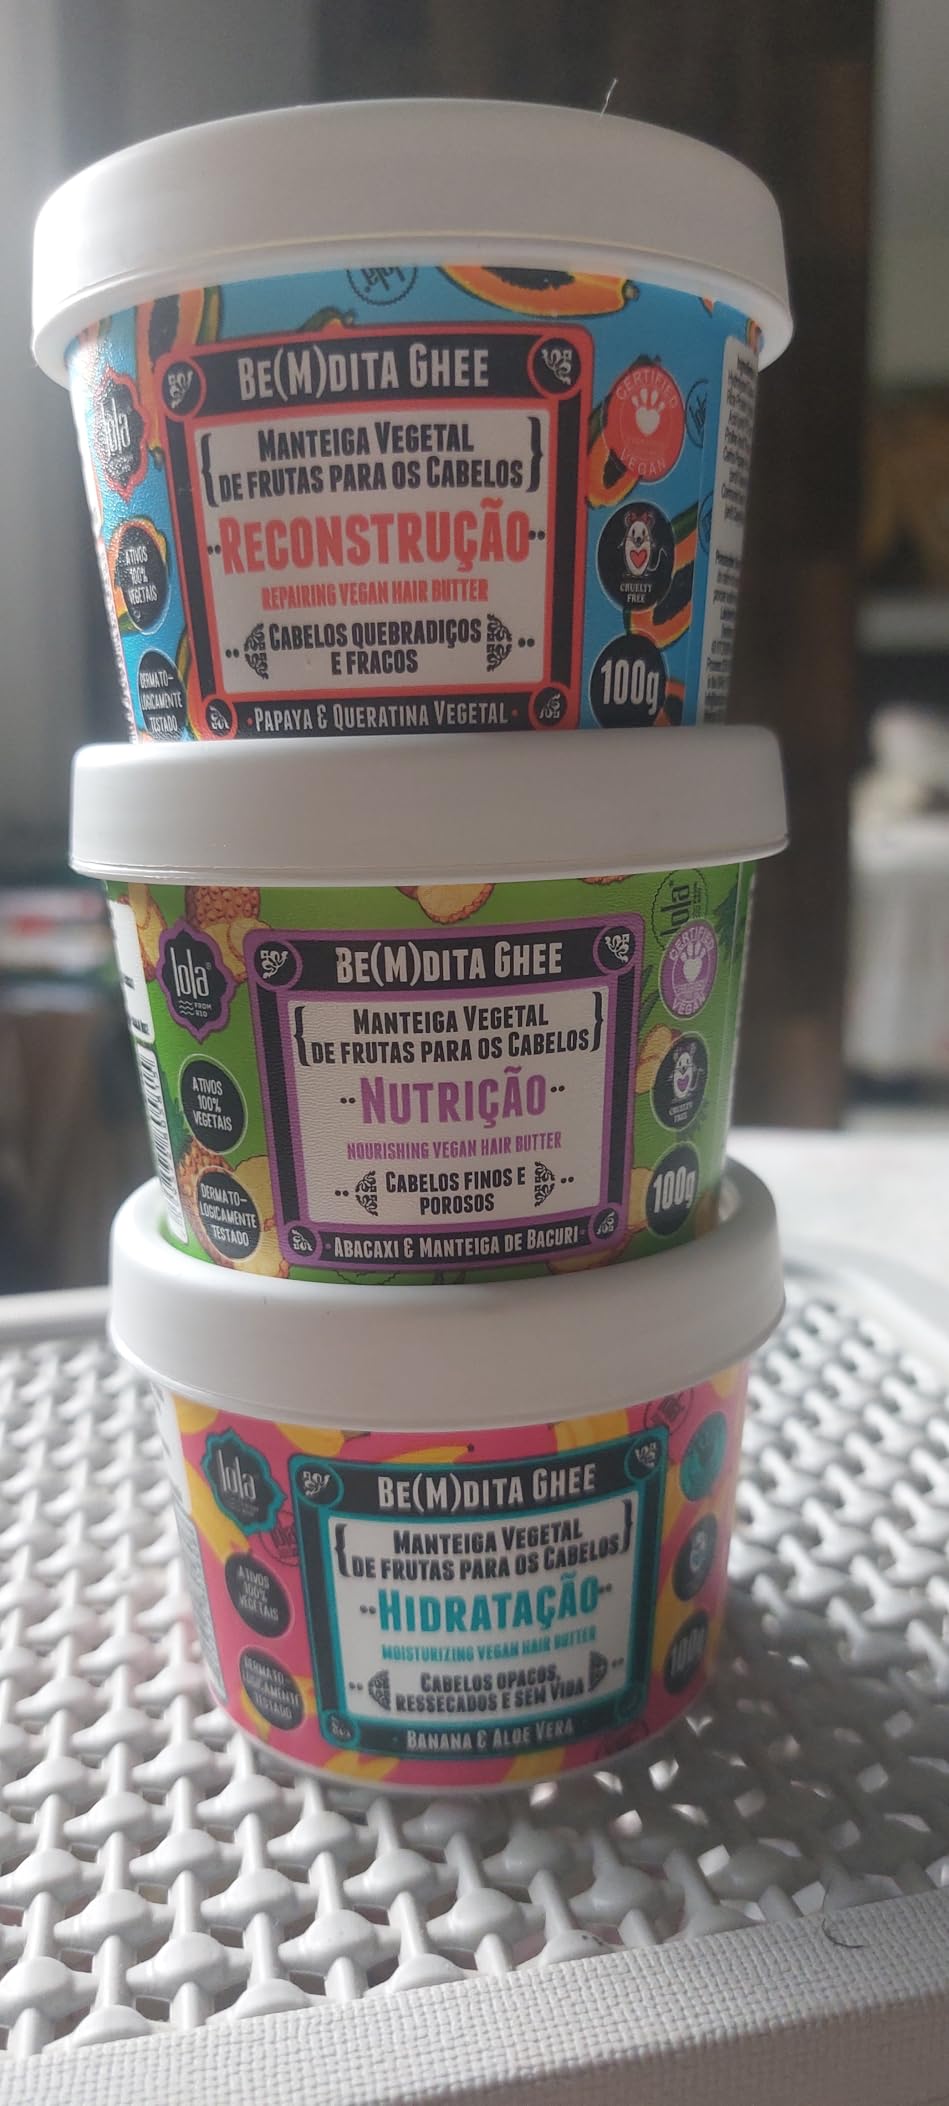 lola
BE(M)DITA GHEE
MANTEIGA VEGETAL
DE FRUTAS PARA OS CABELOS
RECONSTRUÇÃO
REPAIRING VEGAN HAIR BUTTER
CABELOS QUEBRADIÇOS
E FRACOS
PAPAYA & QUERATINA VEGETAL
lola
ATIVOS
100%
VEGETAIS
DERMATO-
LOGICAMENTE
TESTADO
CERTIFIED
VEGAN
CRUELTY
FREE
100g
lola
BE(M)DITA GHEE
MANTEIGA VEGETAL
DE FRUTAS PARA OS CABELOS
NUTRIÇÃO
NOURISHING VEGAN HAIR BUTTER
CABELOS FINOS E
POROSOS
ABACAXI & MANTEIGA DE BACURI
lola
FROM
RIO
ATIVOS
100%
VEGETAIS
DERMATO-
LOGICAMENTE
TESTADO
CERTIFIED
VEGAN
CRUELTY
FREE
100g
BE(M)DITA GHEE
MANTEIGA VEGETAL
DE FRUTAS PARA OS CABELOS
HIDRATAÇÃO
MOISTURIZING VEGAN HAIR BUTTER
CABELOS OPACOS,
RESSECADOS E SEM VIDA
BANANA & ALOE VERA
lola
ATIVOS
100%
VEGETAIS
DERMATO-
LOGICAMENTE
TESTADO
100g